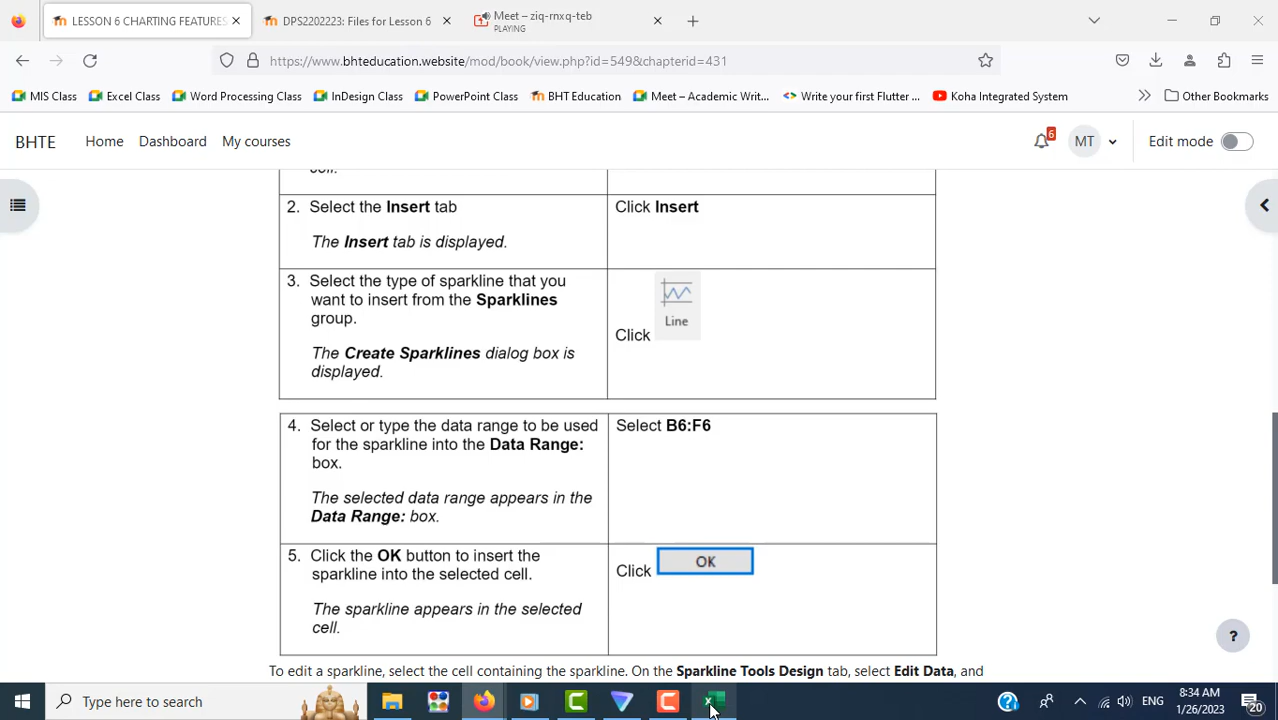 LESSON 6 CHARTING FEATURES
DPS2202223: Files for Lesson 6
Meet – ziq-rnxq-teb
PLAYING
https://www.bhteducation.website/mod/book/view.php?id=549&chapterid=431
MIS Class
Excel Class
Word Processing Class
InDesign Class
PowerPoint Class
BHT Education
Meet – Academic Writ...
Write your first Flutter ...
Koha Integrated System
Other Bookmarks
BHTE
Home
Dashboard
My courses
6
MT
Edit mode
2. Select the Insert tab
The Insert tab is displayed.
Click Insert
3. Select the type of sparkline that you
want to insert from the Sparklines
group.
The Create Sparklines dialog box is
displayed.
Line
Click
4. Select or type the data range to be used
for the sparkline into the Data Range:
box.
The selected data range appears in the
Data Range: box.
Select B6:F6
5. Click the OK button to insert the
sparkline into the selected cell.
The sparkline appears in the selected
cell.
Click OK
?
To edit a sparkline, select the cell containing the sparkline. On the Sparkline Tools Design tab, select Edit Data, and
Type here to search
ENG
8:34 AM
1/26/2023
20